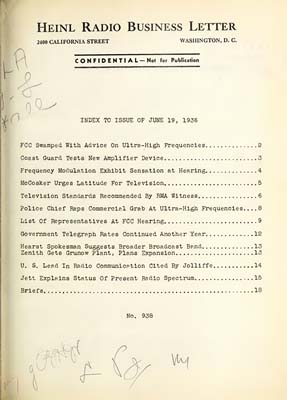 HEINL RADIO BUSINESS LETTER
2400 CALIFORNIA STREET WASHINGTON, D. C.
CONFIDENTIAL—Not for Publication
INDEX TO ISSUE OF JUNE 19, 1936
FCC Swamped With Advice On Ultra-High Frequencies.............2
Coast Guard Tests New Amplifier Device........................3
Frequency Modulation Exhibit Sensation at Hearing.............4
McCosker Urges Latitude For Television........................5
Television Standards Recommended By RMA Witness...............6
Police Chief Raps Commercial Grab At Ultra-High Frequencies...8
List Of Representatives At FCC Hearing........................9
Government Telegraph Rates Continued Another Year............12
Hearst Spokesman Suggests Broader Broadcast Band.............13
Zenith Gets Grunow Plant, Plans Expansion....................13
U. S. Lead In Radio Communication Cited By Jolliffe..........14
Jett Explains Status Of Present Radio Spectrum...............15
Briefs.......................................................18
No. 938